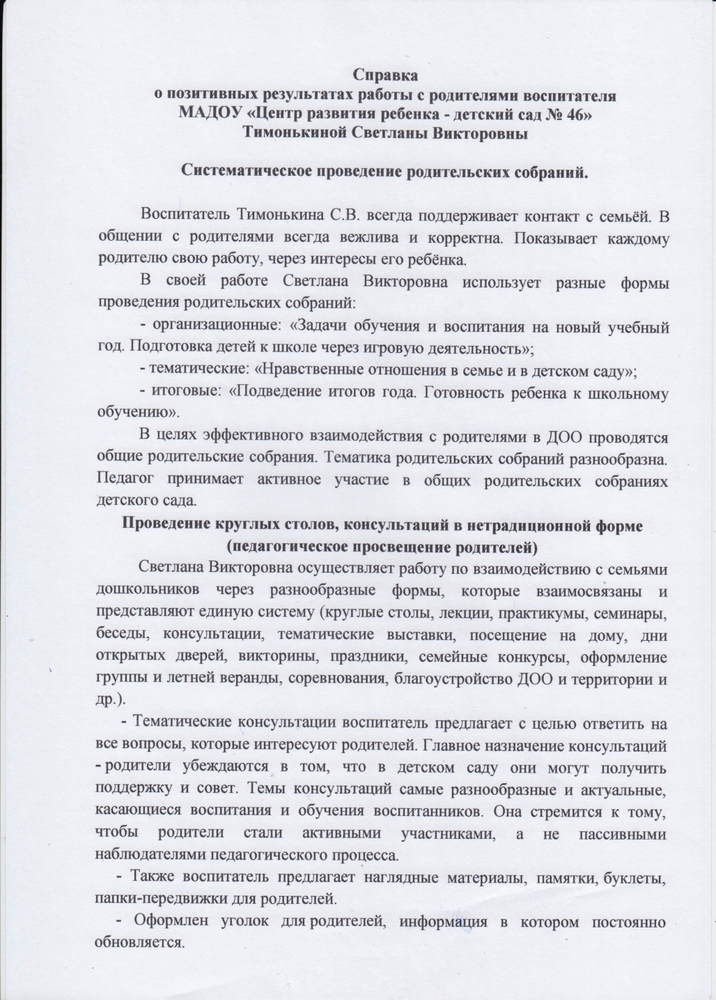 Справка
о позитивных результатах работы с родителями воспитателя
МАДОУ «Центр развития ребенка - детский сад № 46»
Тимонькиной Светланы Викторовны
Систематическое проведение родительских собраний.
Воспитатель Тимонькина С.В. всегда поддерживает контакт с семьёй. В
общении с родителями всегда вежлива и корректна. Показывает каждому
родителю свою работу, через интересы его ребёнка.
В своей работе Светлана Викторовна использует разные формы
проведения родительских собраний:
- организационные: «Задачи обучения и воспитания на новый учебный
год. Подготовка детей к школе через игровую деятельность»;
- тематические: «Нравственные отношения в семье и в детском саду»;
- итоговые: «Подведение итогов года. Готовность ребенка к школьному
обучению».
В целях эффективного взаимодействия с родителями в ДОО проводятся
общие родительские собрания. Тематика родительских собраний разнообразна.
Педагог принимает активное участие в общих родительских собраниях
детского сада.
Проведение круглых столов, консультаций в нетрадиционной форме
(педагогическое просвещение родителей)
Светлана Викторовна осуществляет работу по взаимодействию с семьями
дошкольников через разнообразные формы, которые взаимосвязаны и
представляют единую систему (круглые столы, лекции, практикумы, семинары,
беседы, консультации, тематические выставки, посещение на дому, дни
открытых дверей, викторины, праздники, семейные конкурсы, оформление
группы и летней веранды, соревнования, благоустройство ДОО и территории и
др.).
- Тематические консультации воспитатель предлагает с целью ответить на
все вопросы, которые интересуют родителей. Главное назначение консультаций
- родители убеждаются в том, что в детском саду они могут получить
поддержку и совет. Темы консультаций самые разнообразные и актуальные,
касающиеся воспитания и обучения воспитанников. Она стремится к тому,
чтобы родители стали активными участниками, а не пассивными
наблюдателями педагогического процесса.
- Также воспитатель предлагает наглядные материалы, памятки, буклеты,
папки-передвижки для родителей.
- Оформлен уголок для родителей, информация в котором постоянно
обновляется.